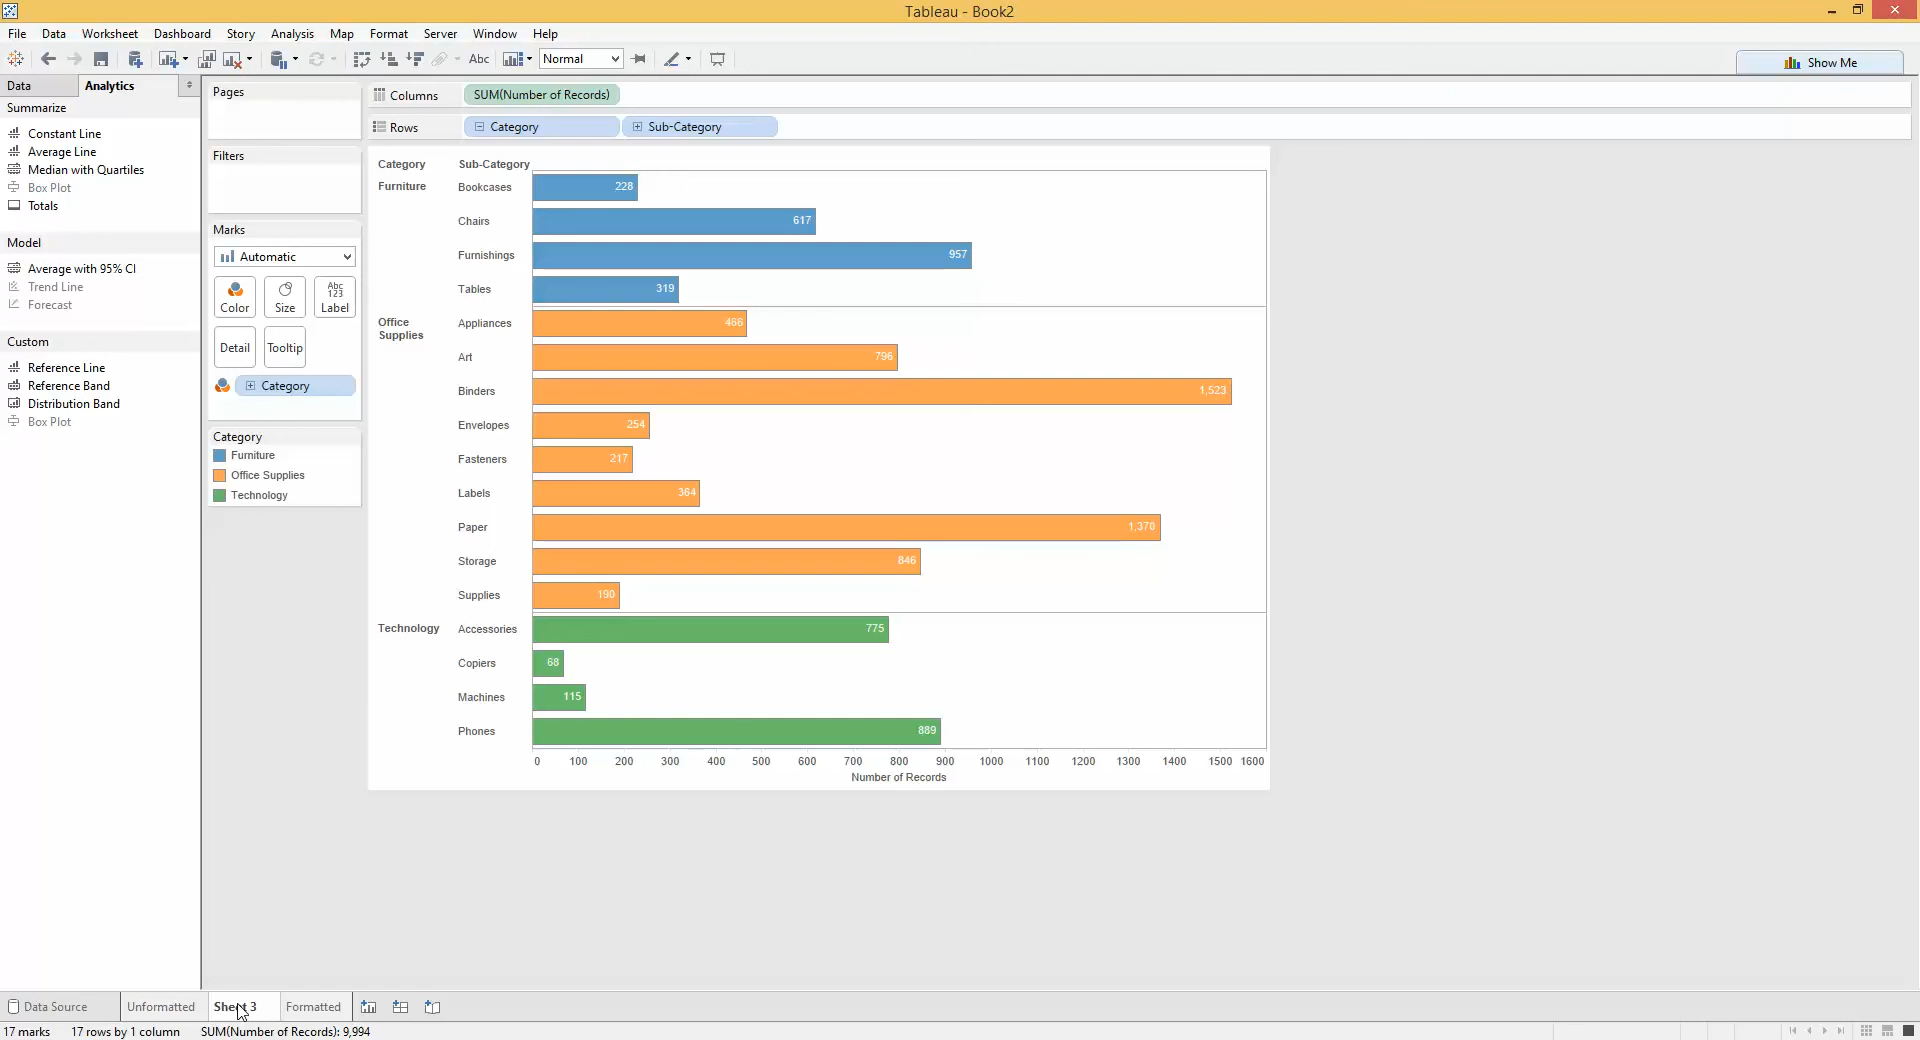 Tableau - Book2
File Data Worksheet Dashboard Story Analysis Map Format Server Window Help
Abc Normal Show Me
Data Analytics
Summarize
Constant Line
Average Line
Median with Quartiles
Box Plot
Totals
Model
Average with 95% CI
Trend Line
Forecast
Custom
Reference Line
Reference Band
Distribution Band
Box Plot
Pages
Filters
Marks
Automatic
Color Size Abc 123 Label
Detail Tooltip
Category
Category
Furniture
Office Supplies
Technology
Columns SUM(Number of Records)
Rows Category Sub-Category
Category Sub-Category
Furniture Bookcases 228
Chairs 617
Furnishings 957
Tables 319
Office Supplies Appliances 466
Art 796
Binders 1,523
Envelopes 254
Fasteners 217
Labels 364
Paper 1,370
Storage 846
Supplies 190
Technology Accessories 775
Copiers 68
Machines 115
Phones 889
0 100 200 300 400 500 600 700 800 900 1000 1100 1200 1300 1400 1500 1600
Number of Records
Data Source Unformatted Sheet 3 Formatted
17 marks 17 rows by 1 column SUM(Number of Records): 9,994